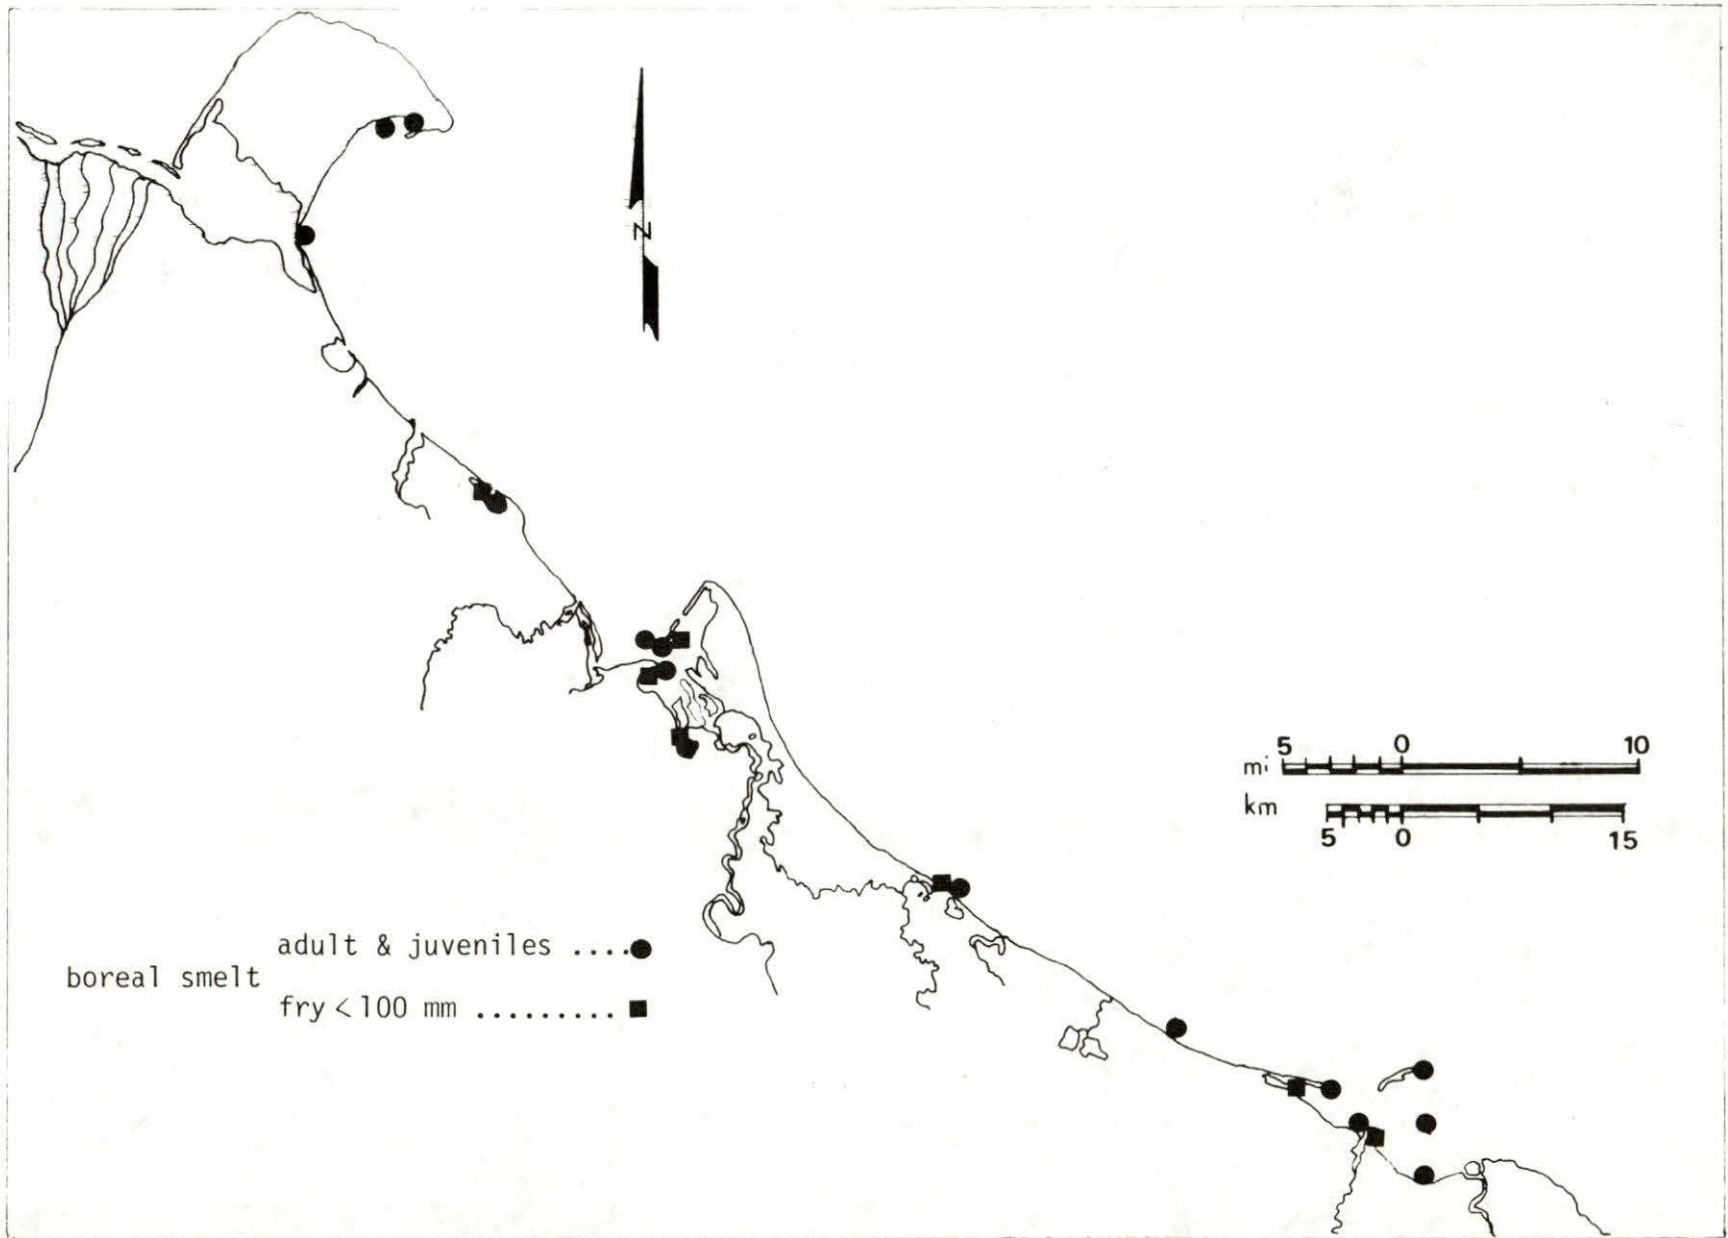 N
5 0 10
mi
km
5 0 15
adult & juveniles ....
boreal smelt
fry < 100 mm .........